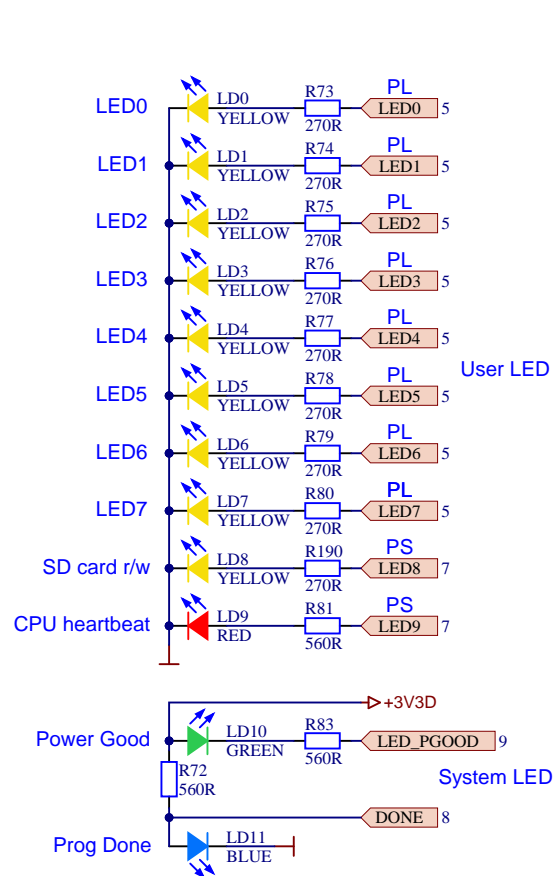 PL
LED0 LD0 R73 LED0 5
YELLOW 270R
PL
LED1 LD1 R74 LED1 5
YELLOW 270R
PL
LED2 LD2 R75 LED2 5
YELLOW 270R
PL
LED3 LD3 R76 LED3 5
YELLOW 270R
PL
LED4 LD4 R77 LED4 5
YELLOW 270R
User LED
PL
LED5 LD5 R78 LED5 5
YELLOW 270R
PL
LED6 LD6 R79 LED6 5
YELLOW 270R
PL
LED7 LD7 R80 LED7 5
YELLOW 270R
PS
SD card r/w LD8 R190 LED8 7
YELLOW 270R
PS
CPU heartbeat LD9 R81 LED9 7
RED 560R
+3V3D
Power Good LD10 R83 LED_PGOOD 9
GREEN 560R
R72 System LED
560R
DONE 8
Prog Done LD11
BLUE